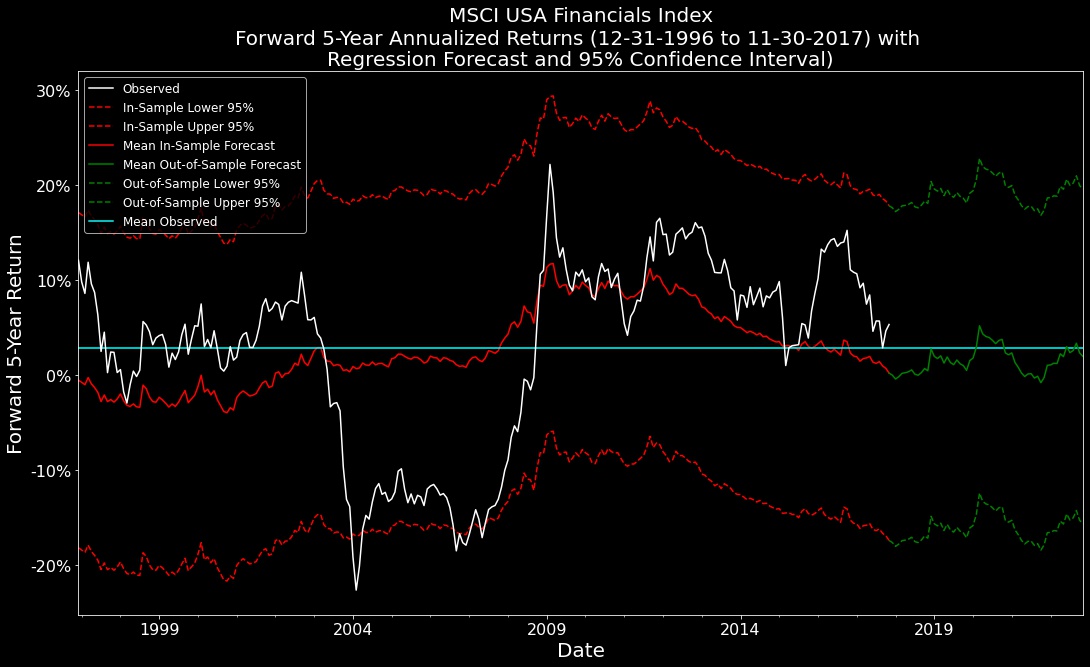 MSCI USA Financials Index
Forward 5-Year Annualized Returns (12-31-1996 to 11-30-2017) with
Regression Forecast and 95% Confidence Interval)
Observed
In-Sample Lower 95%
In-Sample Upper 95%
Mean In-Sample Forecast
Mean Out-of-Sample Forecast
Out-of-Sample Lower 95%
Out-of-Sample Upper 95%
Mean Observed
30%
20%
10%
0%
-10%
-20%
Forward 5-Year Return
1999
2004
2009
2014
2019
Date